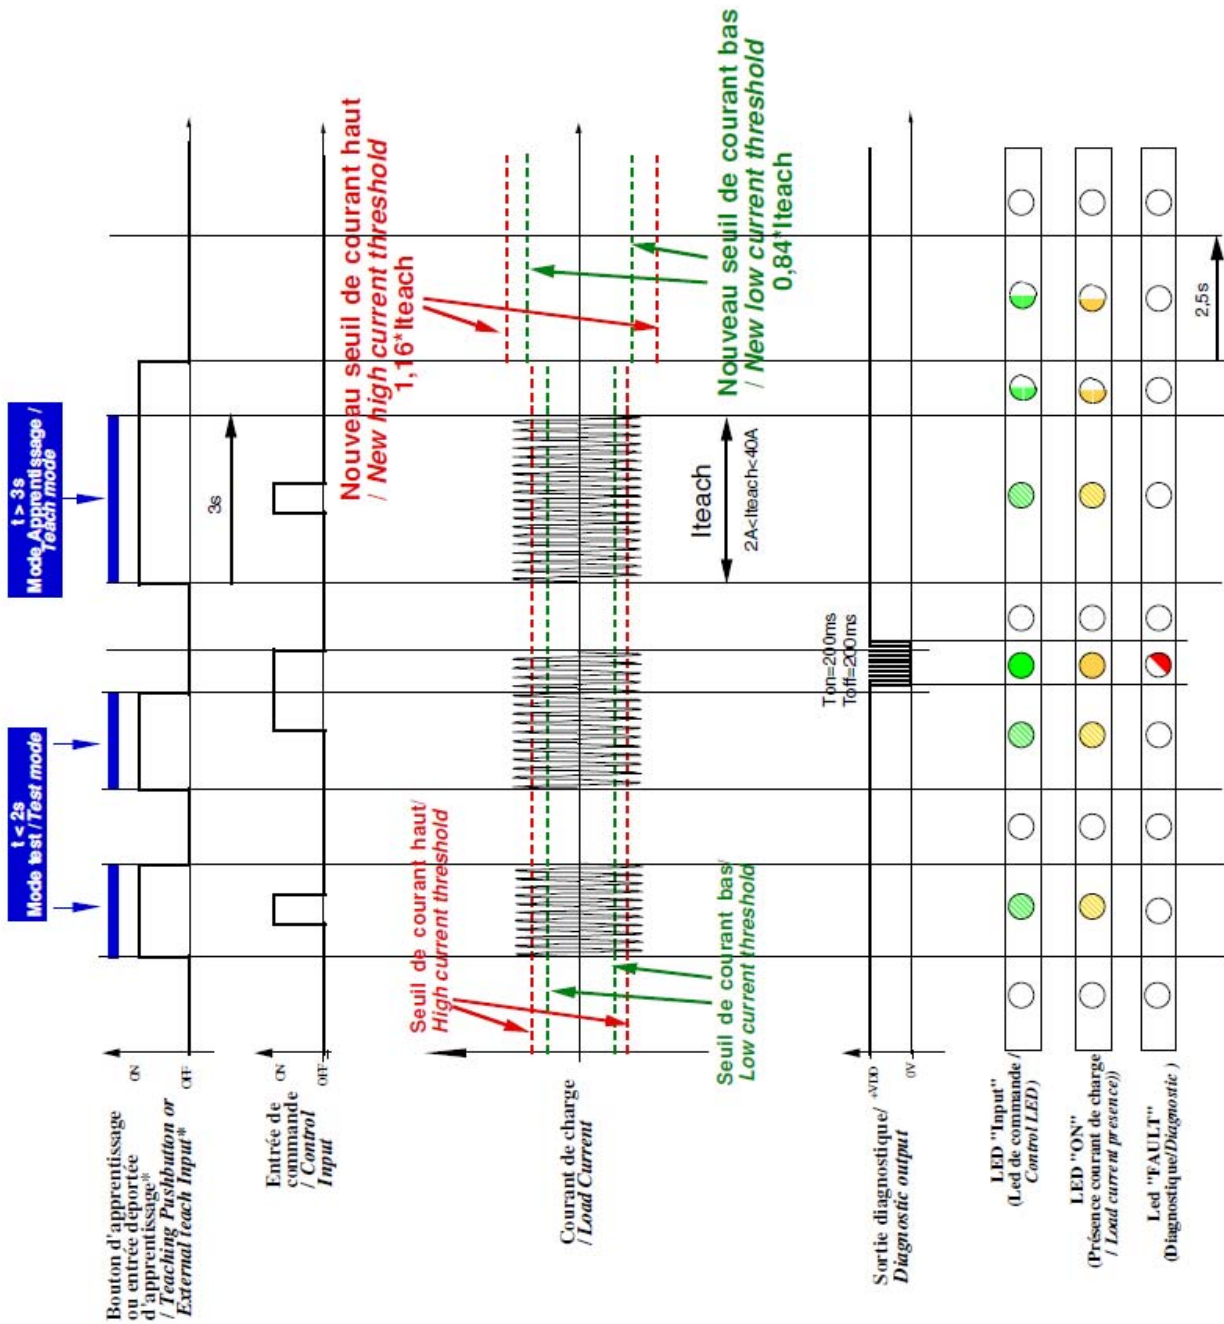 Bouton d'apprentissage
ou entrée deportée
d'apprentissage*
/ Teaching Pushbutton or
External teach Input*
ON
OFF
t < 2s
Mode test / Test mode
t > 3s
Mode Apprentissage /
Teach mode
3s
Entrée de
commande
/ Control
Input
ON
OFF
Courant de charge
/ Load Current
Seuil de courant haut/
High current threshold
Seuil de courant bas/
Low current threshold
Nouveau seuil de courant haut
/ New high current threshold
1,16*Iteach
Nouveau seuil de courant bas
/ New low current threshold
0,84*Iteach
Iteach
2A<Iteach<40A
Sortie diagnostique/
Diagnostic output
+VDD
0V
Ton=200ms
Toff=200ms
LED "Input"
(Led de commande /
Control LED)
LED "ON"
(Présence courant de charge
/ Load current presence))
Led "FAULT"
(Diagnostique/Diagnostic )
2,5s